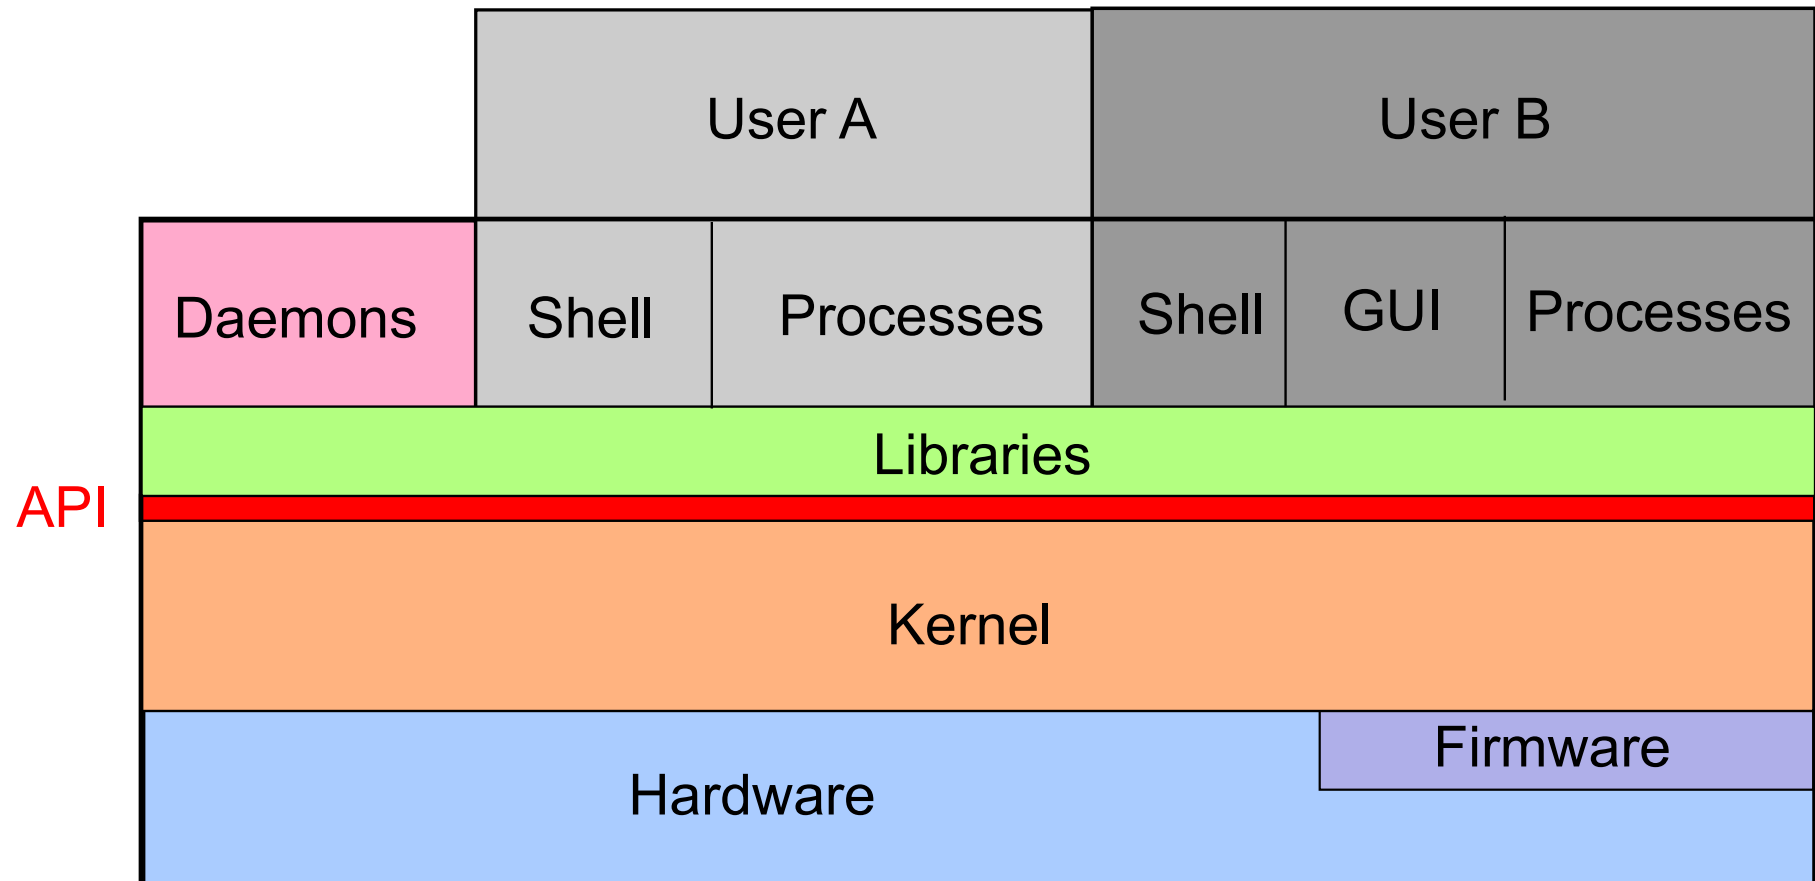 User A
User B
Daemons
Shell
Processes
Shell
GUI
Processes
Libraries
API
Kernel
Firmware
Hardware